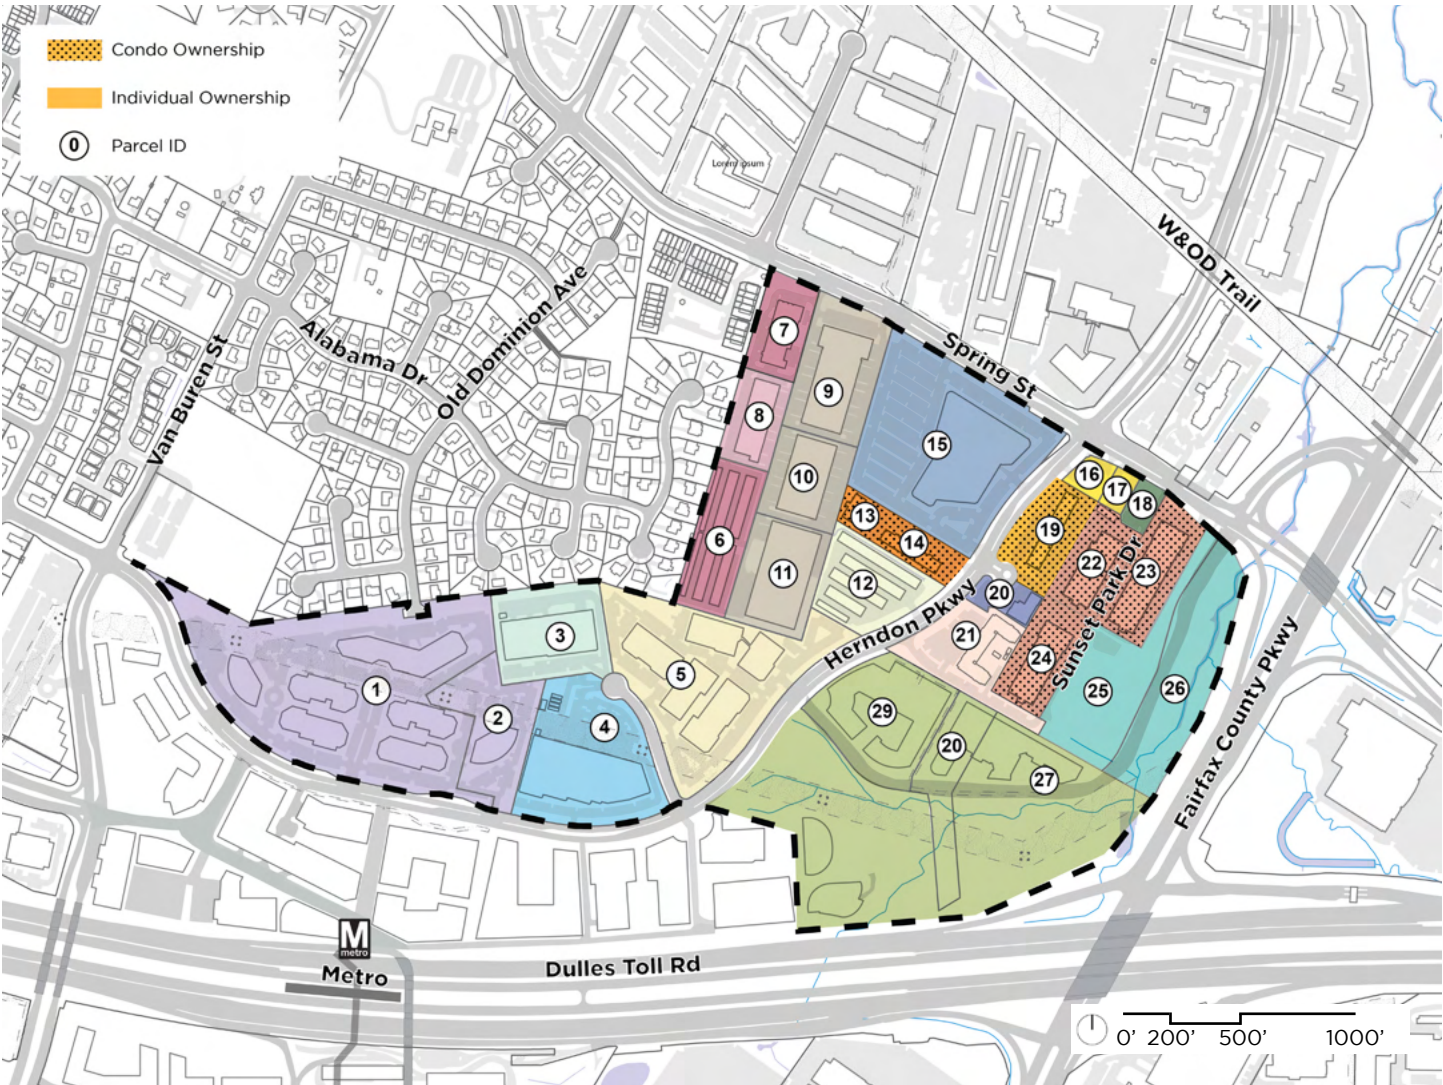 Condo Ownership
Individual Ownership
0 Parcel ID
Lorem ipsum
W&OD Trail
Spring St
Old Dominion Ave
Alabama Dr
Van Buren St
7
8
9
15
10
6
11
13
14
12
16
17
18
19
22
23
20
21
24
Sunset Park Dr
Herndon Pkwy
25
26
3
5
1
2
4
29
20
27
Fairfax County Pkwy
M
metro
Metro
Dulles Toll Rd
0' 200' 500' 1000'